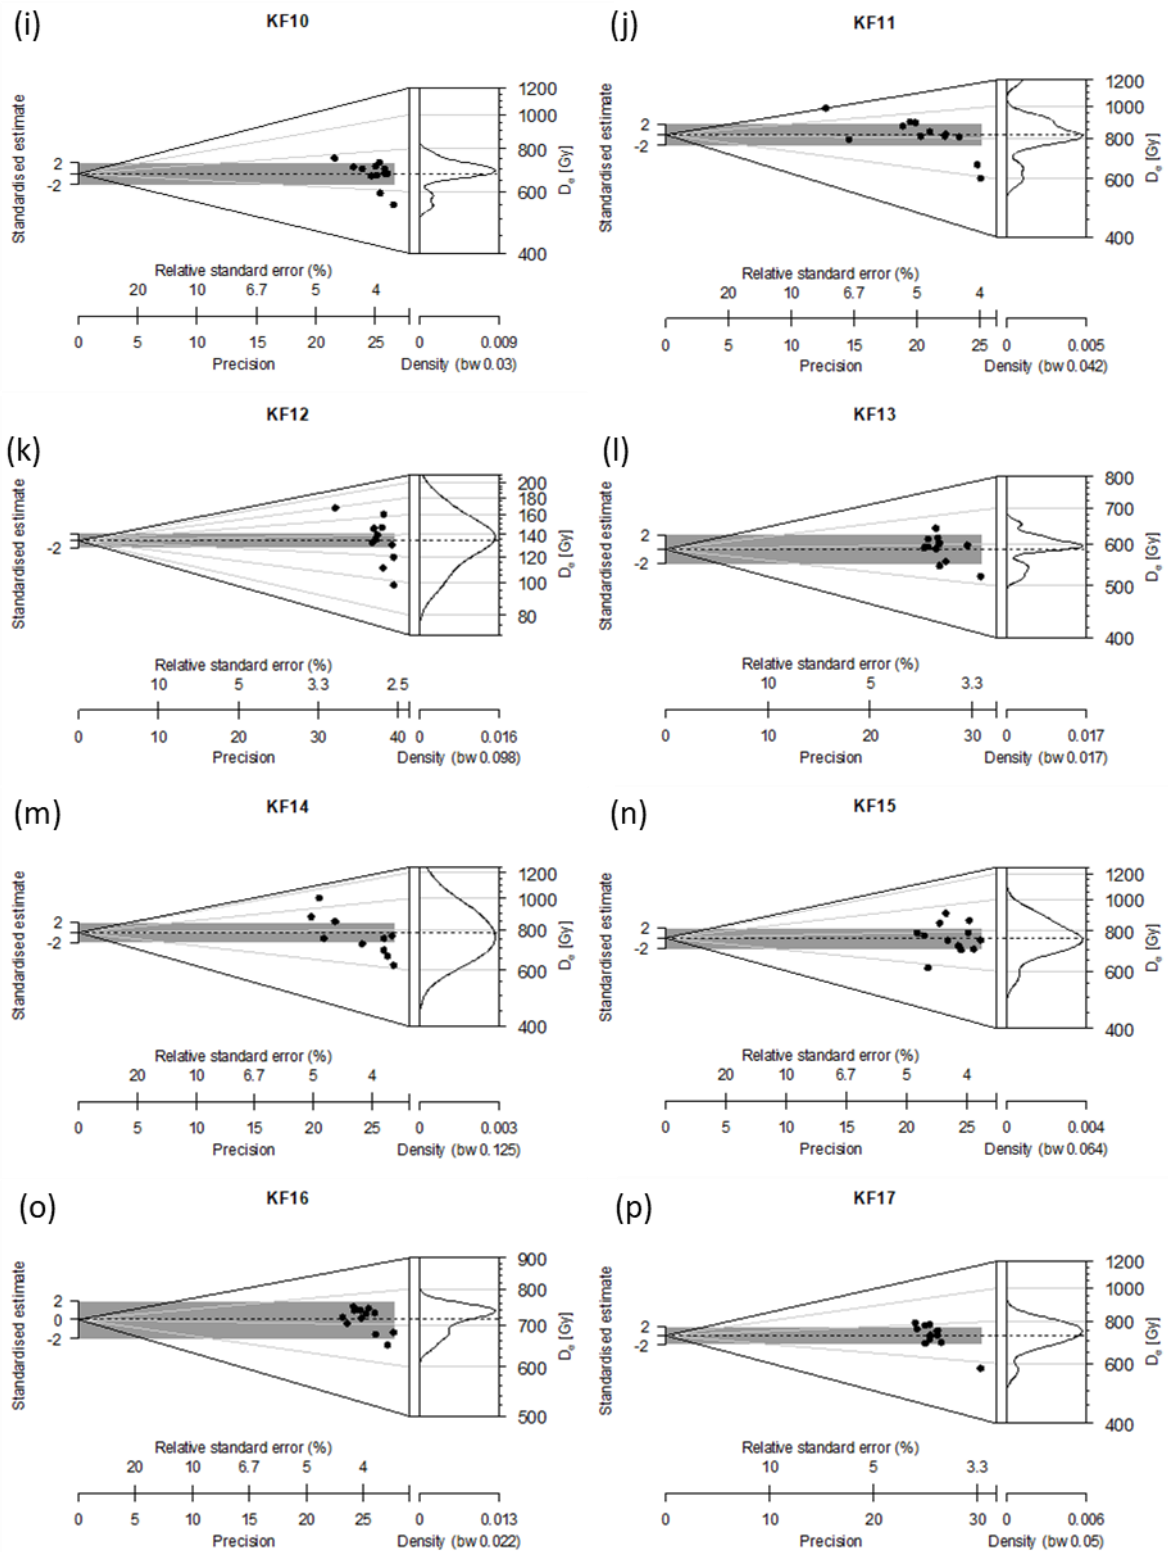 (i)
KF10
Standardised estimate
2
-2
1200
1000
800
600
400
De [Gy]
Relative standard error (%)
20 10 6.7 5 4
0 5 10 15 20 25 0 0.009
Precision Density (bw 0.03)
(j)
KF11
Standardised estimate
2
-2
1200
1000
800
600
400
De [Gy]
Relative standard error (%)
20 10 6.7 5 4
0 5 10 15 20 25 0 0.005
Precision Density (bw 0.042)
(k)
KF12
Standardised estimate
-2
200
180
160
140
120
100
80
De [Gy]
Relative standard error (%)
10 5 3.3 2.5
0 10 20 30 40 0 0.016
Precision Density (bw 0.098)
(l)
KF13
Standardised estimate
2
-2
800
700
600
500
400
De [Gy]
Relative standard error (%)
10 5 3.3
0 10 20 30 0 0.017
Precision Density (bw 0.017)
(m)
KF14
Standardised estimate
2
-2
1200
1000
800
600
400
De [Gy]
Relative standard error (%)
20 10 6.7 5 4
0 5 10 15 20 25 0 0.003
Precision Density (bw 0.125)
(n)
KF15
Standardised estimate
2
-2
1200
1000
800
600
400
De [Gy]
Relative standard error (%)
20 10 6.7 5 4
0 5 10 15 20 25 0 0.004
Precision Density (bw 0.064)
(o)
KF16
Standardised estimate
2
0
-2
900
800
700
600
500
De [Gy]
Relative standard error (%)
20 10 6.7 5 4
0 5 10 15 20 25 0 0.013
Precision Density (bw 0.022)
(p)
KF17
Standardised estimate
2
-2
1200
1000
800
600
400
De [Gy]
Relative standard error (%)
10 5 3.3
0 10 20 30 0 0.006
Precision Density (bw 0.05)